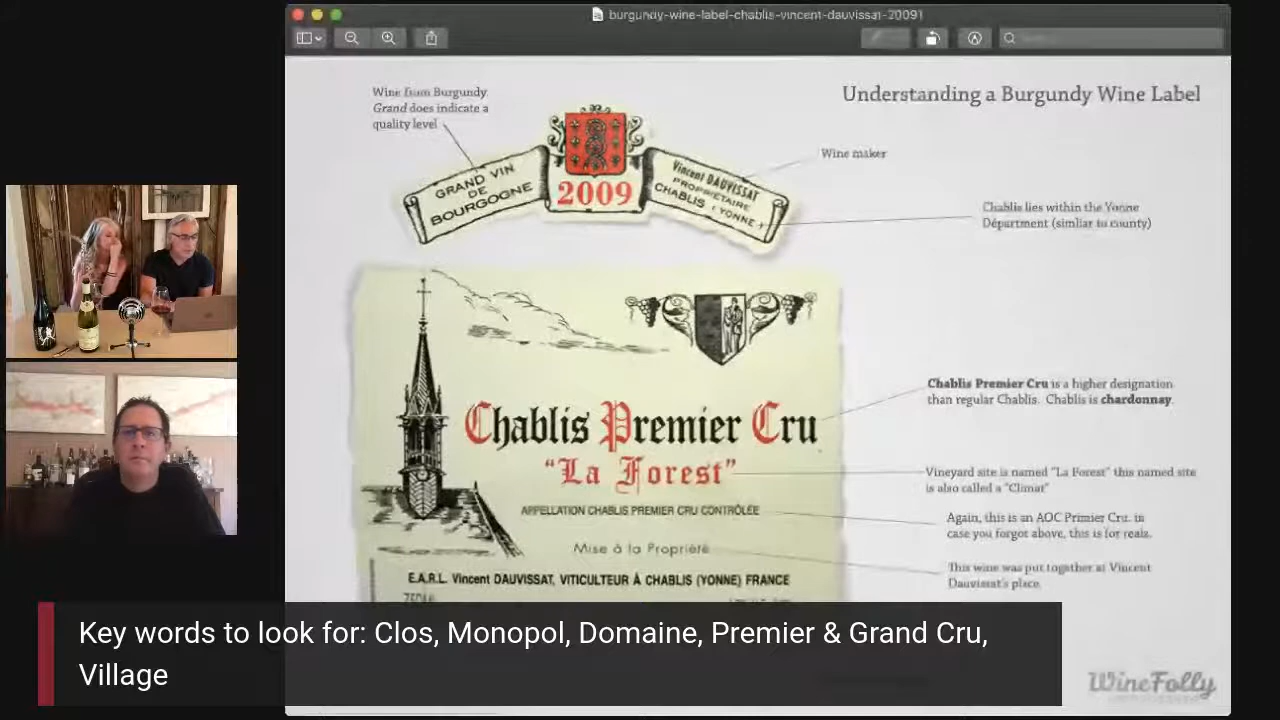 burgundy-wine-label-chablis-vincent-dauvissat-20091
Understanding a Burgundy Wine Label
Wine from Burgundy.
Grand does indicate a
quality level
GRAND VIN
DE
BOURGOGNE
2009
Vincent DAUVISSAT
PROPRIÉTAIRE
CHABLIS (YONNE)
Wine maker
Chablis lies within the Yonne
Départment (simliar to county)
Chablis Premier Cru
Chablis Premier Cru is a higher designation
than regular Chablis. Chablis is chardonnay.
"La Forest"
Vineyard site is named "La Forest" this named site
is also called a "Climat"
APPELLATION CHABLIS PREMIER CRU CONTRÔLÉE
Again, this is an AOC Primier Cru. in
case you forgot above, this is for reals.
Mise à la Propriété
This wine was put together at Vincent
Dauvissat's place.
E.A.R.L. Vincent DAUVISSAT, VITICULTEUR À CHABLIS (YONNE) FRANCE
Key words to look for: Clos, Monopol, Domaine, Premier & Grand Cru,
Village
WineFolly